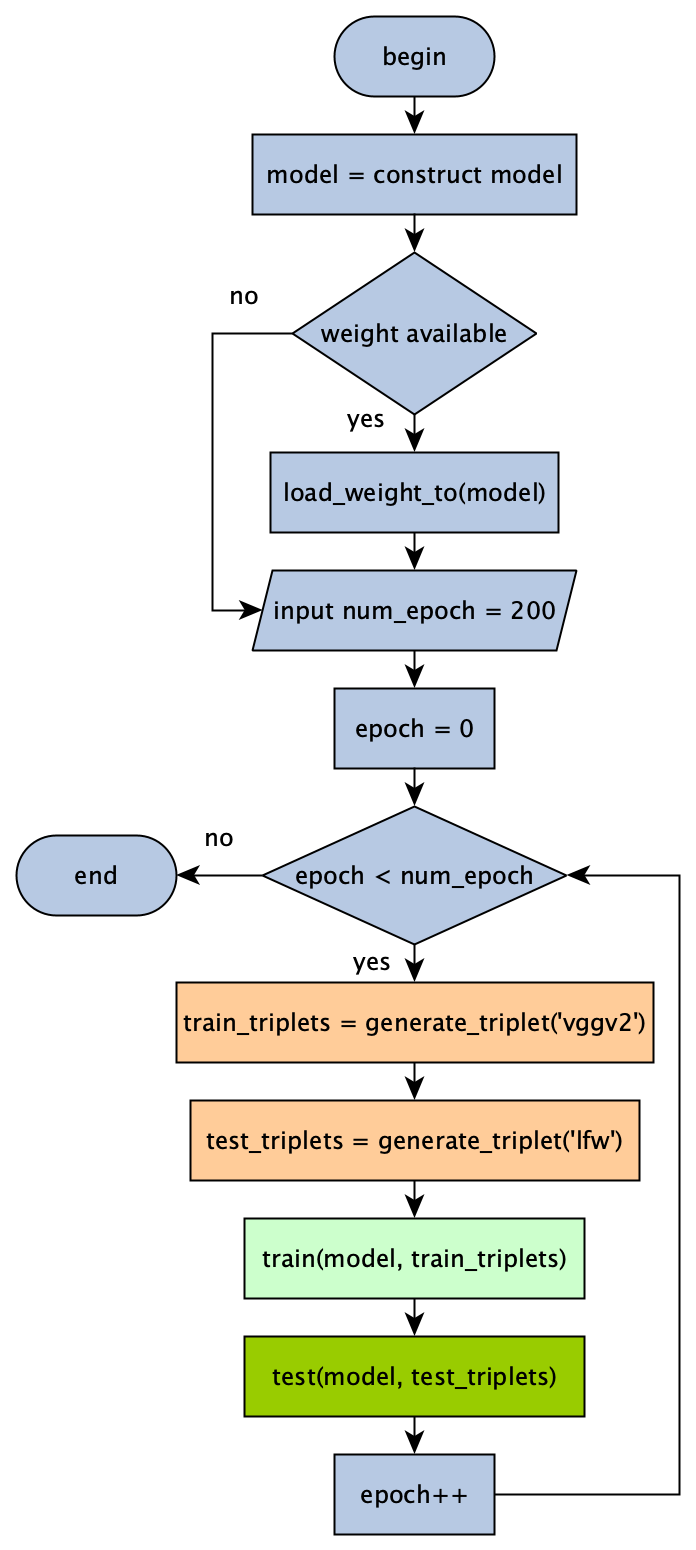 begin
model = construct model
no
weight available
yes
load_weight_to(model)
input num_epoch = 200
epoch = 0
no
end
epoch < num_epoch
yes
train_triplets = generate_triplet('vggv2')
test_triplets = generate_triplet('lfw')
train(model, train_triplets)
test(model, test_triplets)
epoch++